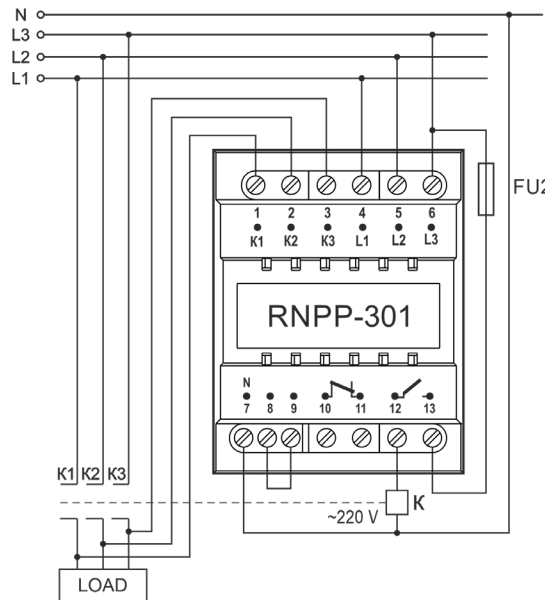 N
L3
L2
L1
FU2
1 2 3 4 5 6
K1 K2 K3 L1 L2 L3
RNPP-301
N
7 8 9 10 11 12 13
K1 K2 K3
K
~220 V
LOAD